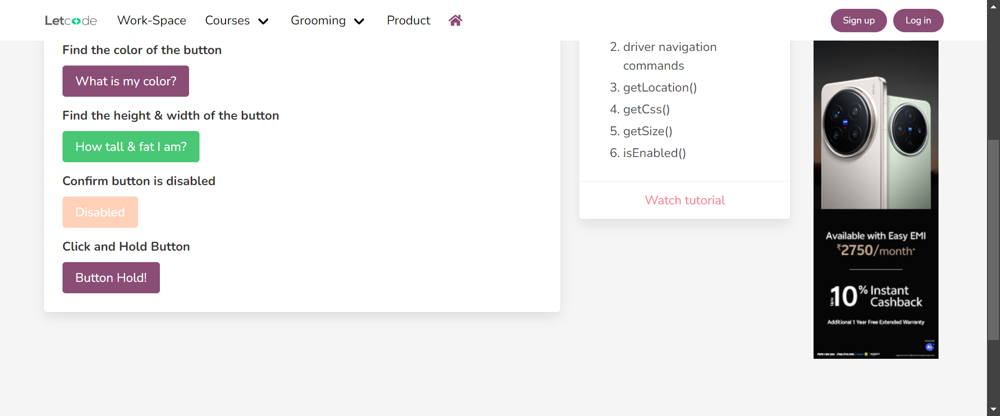 Letcode
Work-Space
Courses
Grooming
Product
Sign up
Log in
Find the color of the button
What is my color?
Find the height & width of the button
How tall & fat I am?
Confirm button is disabled
Disabled
Click and Hold Button
Button Hold!
2. driver navigation
commands
3. getLocation()
4. getCss()
5. getSize()
6. isEnabled()
Watch tutorial
Available with Easy EMI
₹2750/month*
Upto 10% Instant
Cashback
Additional 1 Year Free Extended Warranty
AI